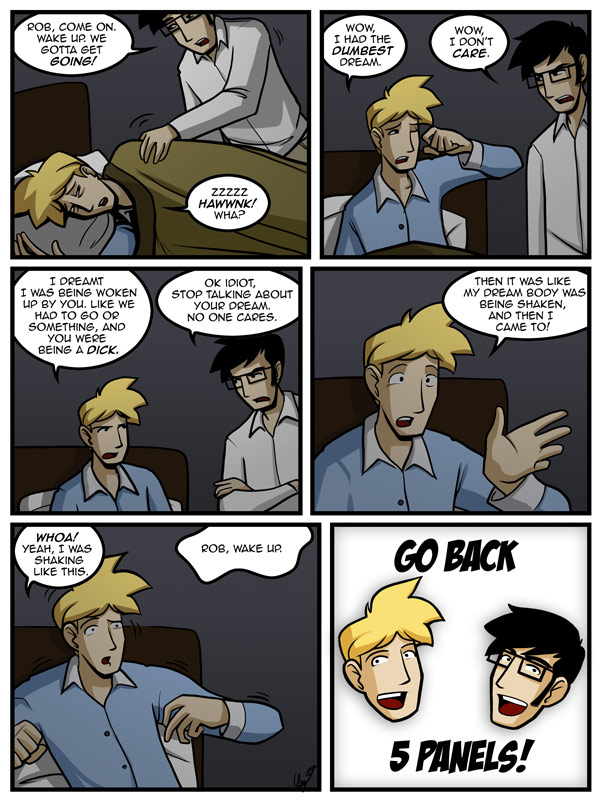 ROB, COME ON.
WAKE UP. WE
GOTTA GET
GOING!
ZZZZZ
HAWWNK!
WHA?
WOW,
I HAD THE
DUMBEST
DREAM.
WOW,
I DON'T
CARE.
I DREAMT
I WAS BEING WOKEN
UP BY YOU. LIKE WE
HAD TO GO OR
SOMETHING, AND
YOU WERE
BEING A DICK.
OK IDIOT,
STOP TALKING ABOUT
YOUR DREAM.
NO ONE CARES.
THEN IT WAS LIKE
MY DREAM BODY WAS
BEING SHAKEN,
AND THEN I
CAME TO!
WHOA!
YEAH, I WAS
SHAKING
LIKE THIS.
ROB, WAKE UP.
GO BACK
5 PANELS!